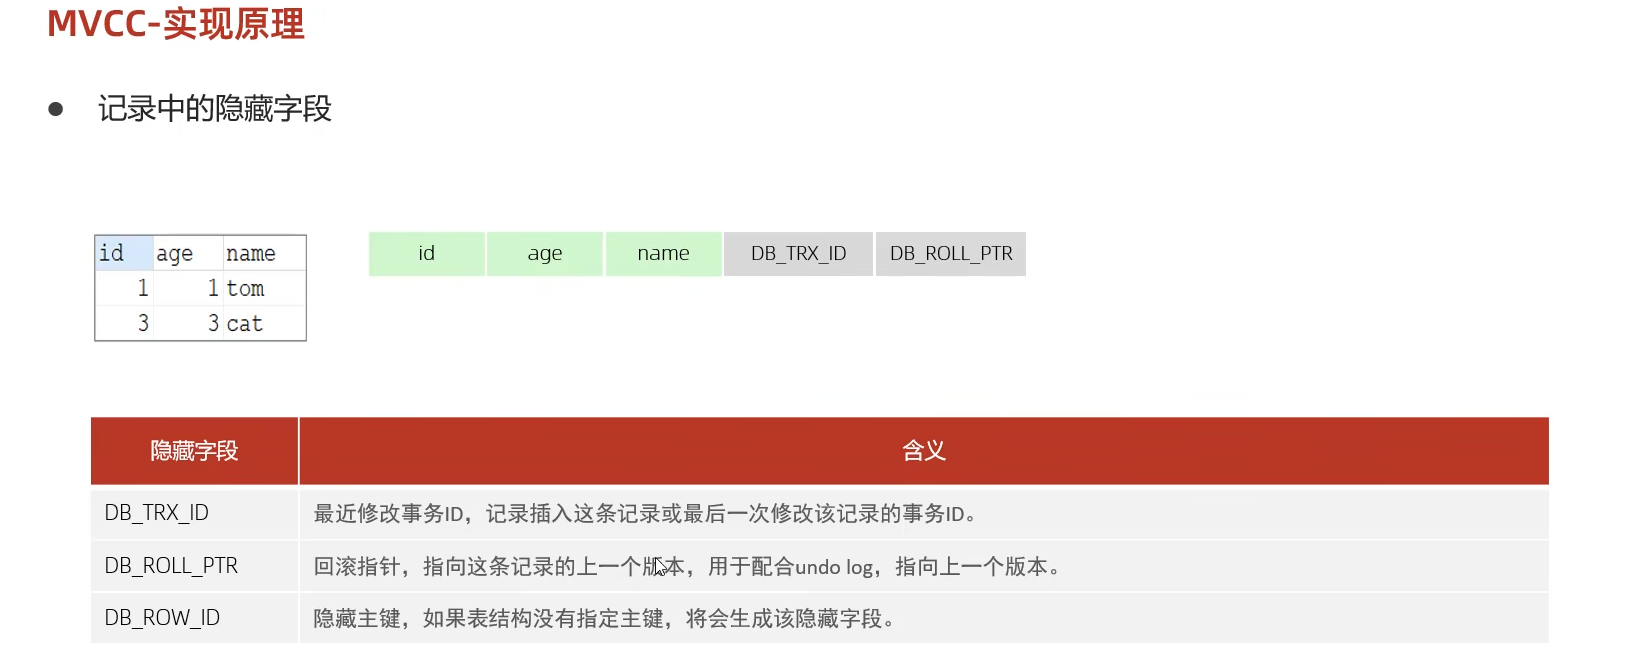 MVCC-实现原理
记录中的隐藏字段
id age name
1 1 tom
3 3 cat
id age name DB_TRX_ID DB_ROLL_PTR
隐藏字段 含义
DB_TRX_ID 最近修改事务ID，记录插入这条记录或最后一次修改该记录的事务ID。
DB_ROLL_PTR 回滚指针，指向这条记录的上一个版本，用于配合undo log，指向上一个版本。
DB_ROW_ID 隐藏主键，如果表结构没有指定主键，将会生成该隐藏字段。